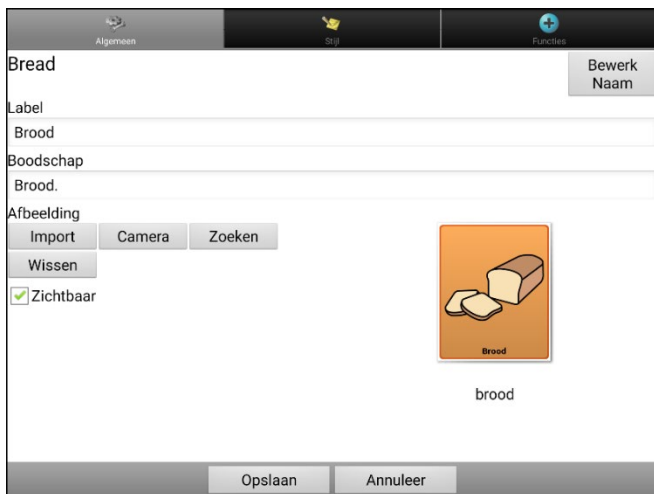 Algemeen Stijl Functies
Bread
Bewerk
Naam
Label
Brood
Boodschap
Brood.
Afbeelding
Import Camera Zoeken
Wissen
Zichtbaar
Brood
brood
Opslaan Annuleer